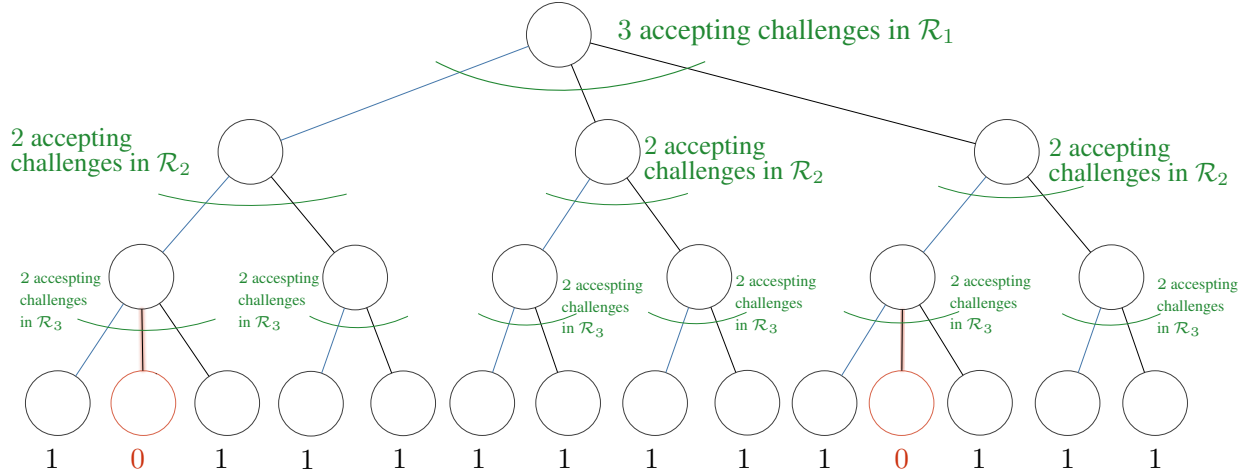 3 accepting challenges in R₁
2 accepting
challenges in R₂
2 accepting
challenges in R₂
2 accepting
challenges in R₂
2 accespting
challenges
in R₃
2 accespting
challenges
in R₃
2 accespting
challenges
in R₃
2 accespting
challenges
in R₃
2 accespting
challenges
in R₃
2 accespting
challenges
in R₃
1 0 1 1 1 1 1 1 1 1 0 1 1 1